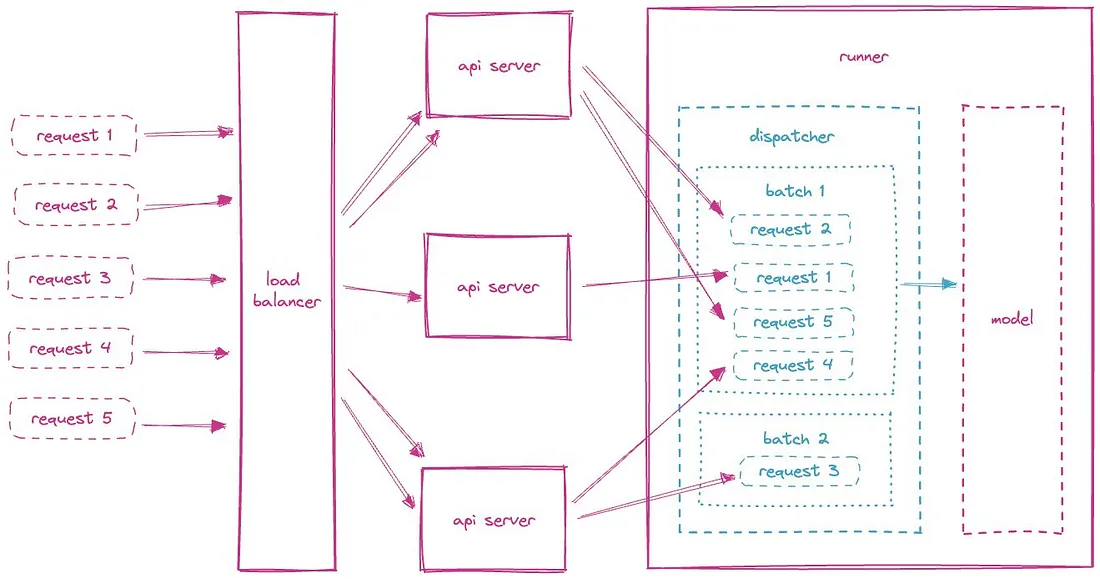 request 1
request 2
request 3
request 4
request 5
load
balancer
api server
api server
api server
runner
dispatcher
batch 1
request 2
request 1
request 5
request 4
batch 2
request 3
model